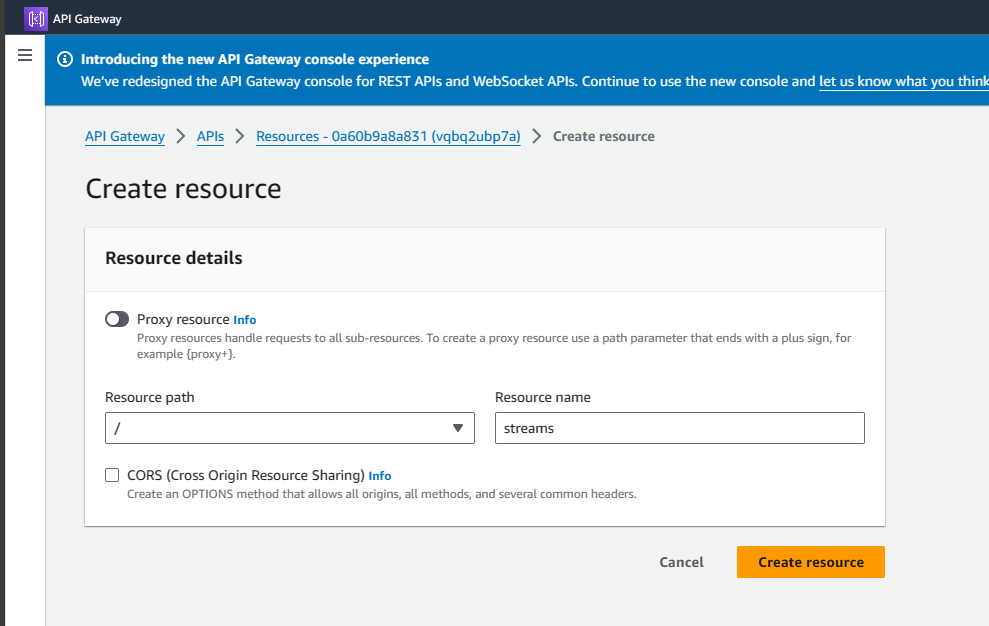 API Gateway
Introducing the new API Gateway console experience
We've redesigned the API Gateway console for REST APIs and WebSocket APIs. Continue to use the new console and let us know what you think
API Gateway > APIs > Resources - 0a60b9a8a831 (vqbq2ubp7a) > Create resource
Create resource
Resource details
Proxy resource Info
Proxy resources handle requests to all sub-resources. To create a proxy resource use a path parameter that ends with a plus sign, for
example {proxy+}.
Resource path
/
Resource name
streams
CORS (Cross Origin Resource Sharing) Info
Create an OPTIONS method that allows all origins, all methods, and several common headers.
Cancel
Create resource